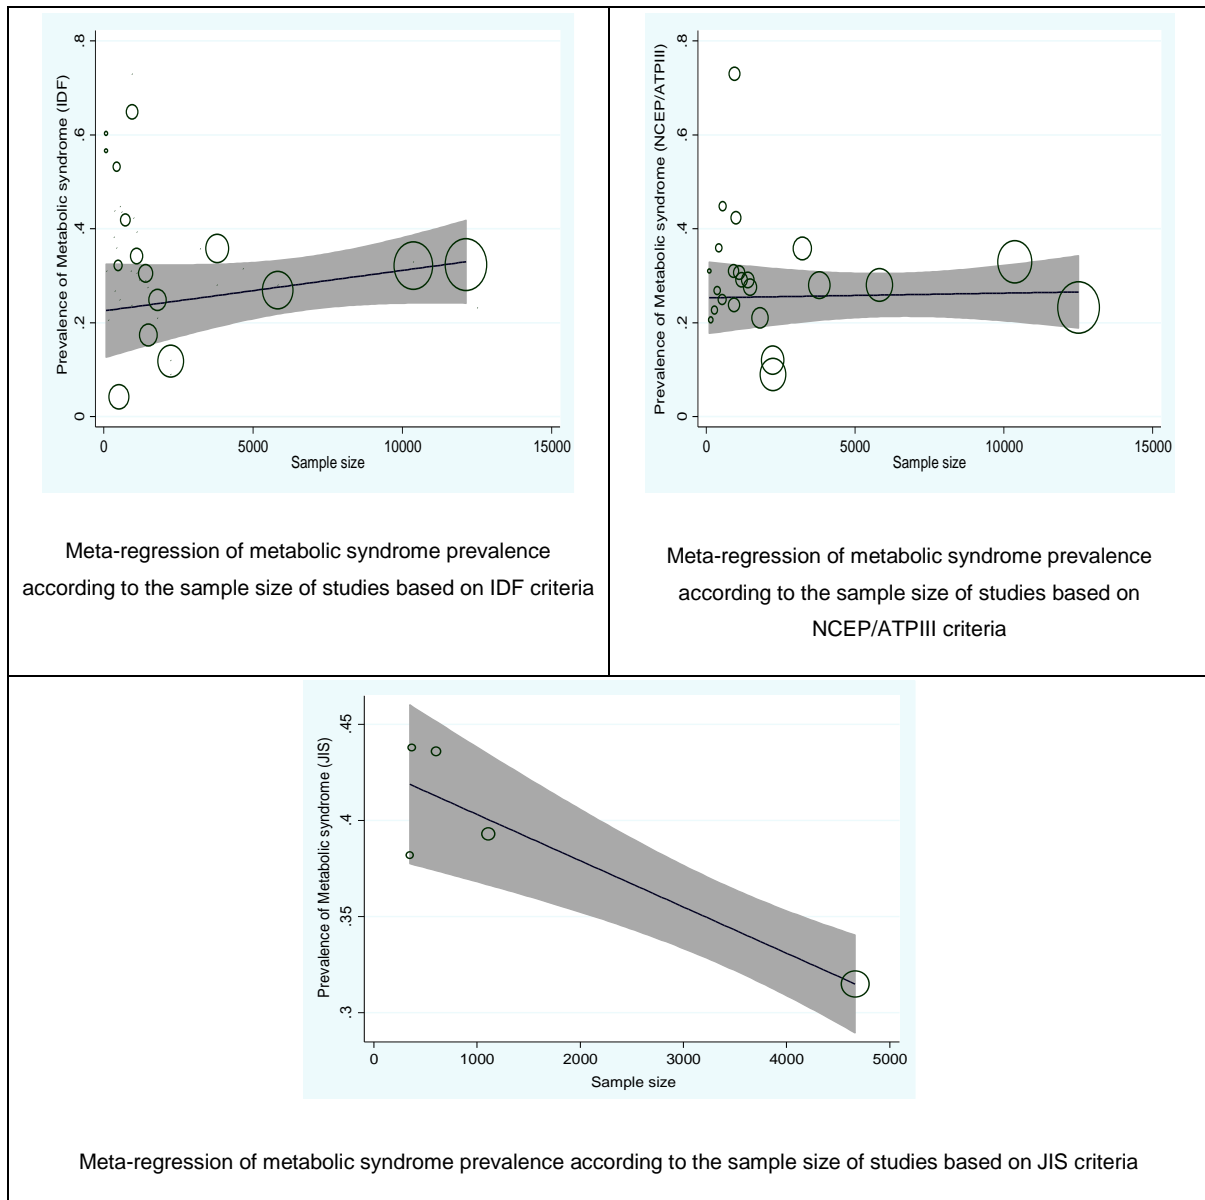 .8
.6
.4
.2
0
Prevalence of Metabolic syndrome (IDF)
0 5000 10000 15000
Sample size
Meta-regression of metabolic syndrome prevalence
according to the sample size of studies based on IDF criteria
.8
.6
.4
.2
0
Prevalence of Metabolic syndrome (NCEP/ATPIII)
0 5000 10000 15000
Sample size
Meta-regression of metabolic syndrome prevalence
according to the sample size of studies based on
NCEP/ATPIII criteria
.45
.4
.35
.3
Prevalence of Metabolic syndrome (JIS)
0 1000 2000 3000 4000 5000
Sample size
Meta-regression of metabolic syndrome prevalence according to the sample size of studies based on JIS criteria